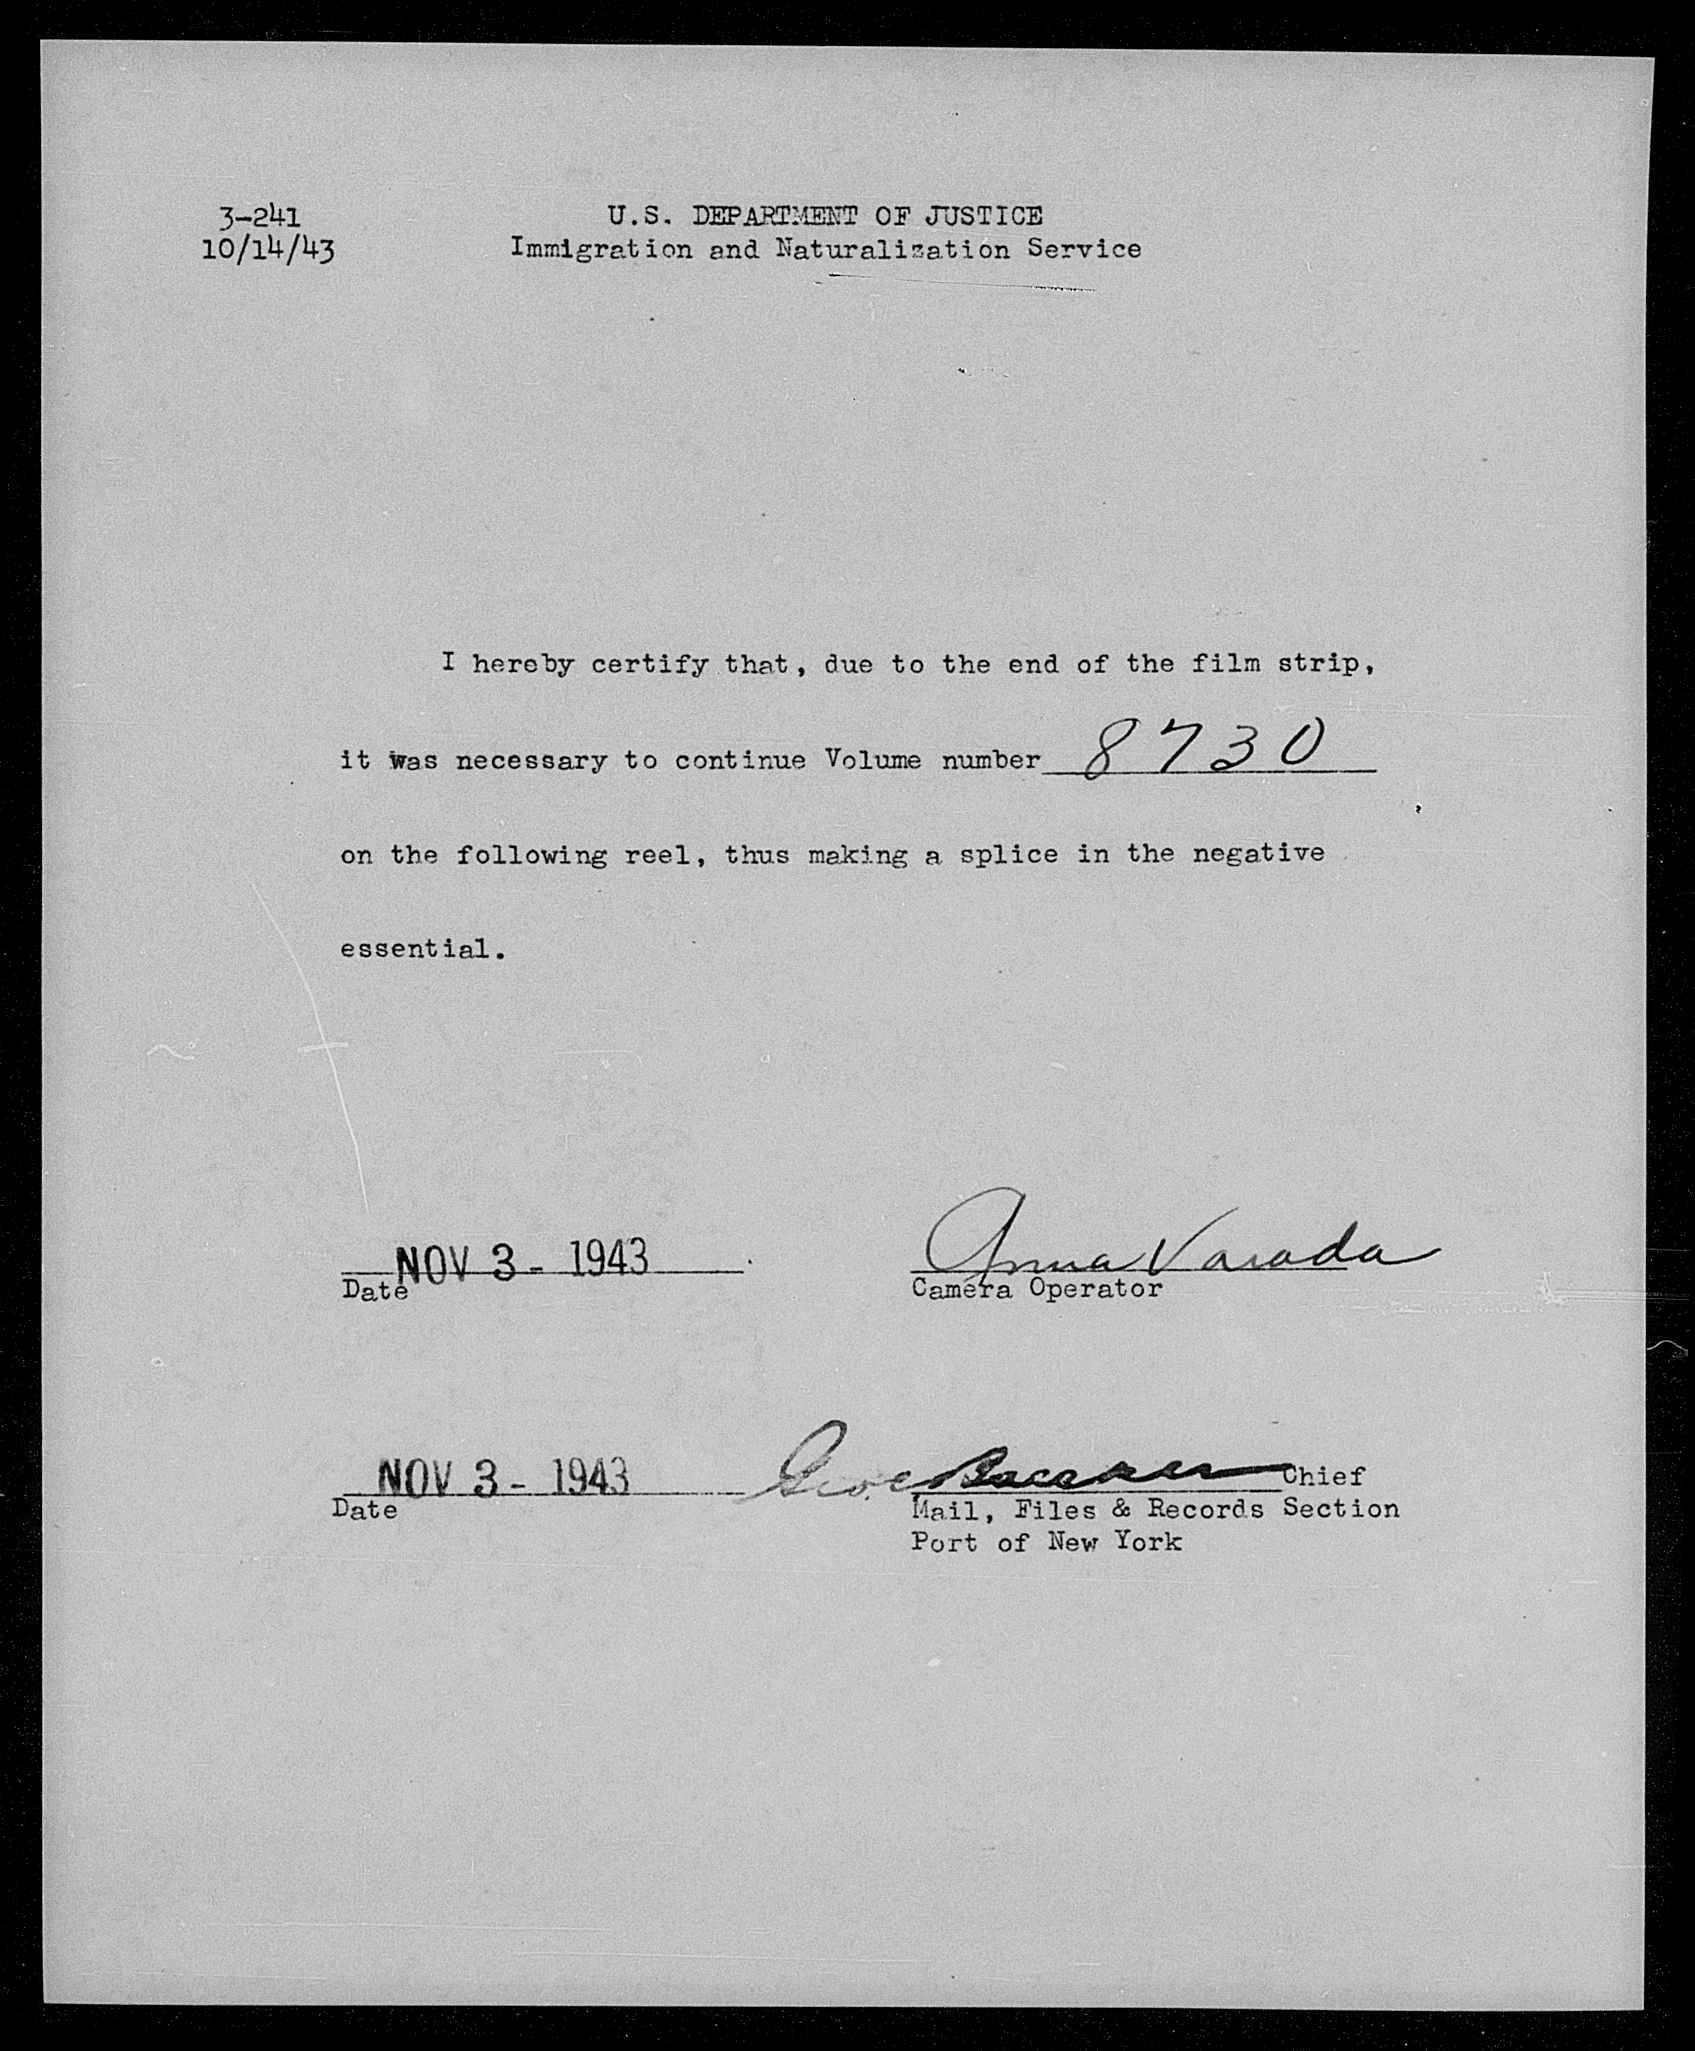 3-241
10/14/43
U.S. DEPARTMENT OF JUSTICE
Immigration and Naturalization Service
I hereby certify that, due to the end of the film strip,
it was necessary to continue Volume number 8730
on the following reel, thus making a splice in the negative
essential.
NOV 3 - 1943
Date
Anna Varada
Camera Operator
NOV 3 - 1943
Date
Chief
Mail, Files & Records Section
Port of New York